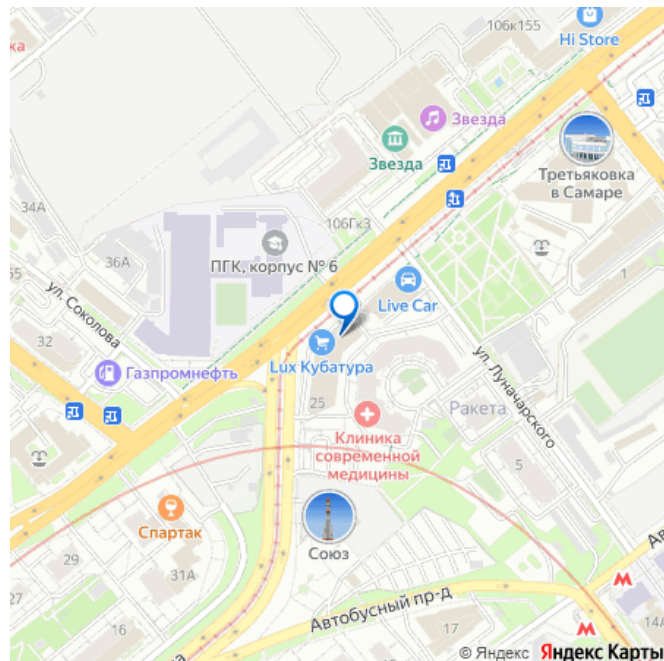 106к155
Hi Store
ка
Звезда
Звезда
Третьяковка
в Самаре
34А
106Гк3
36А
ПГК, корпус № 6
55
1
ул. Соколова
Live Car
32
Газпромнефть
Lux Кубатура
ул. Луначарского
25
Ракета
Клиника
современной
медицины
5
Спартак
Союз
29
Ав
31А
27
Автобусный пр-д
16
17
14А
© Яндекс Яндекс Карты